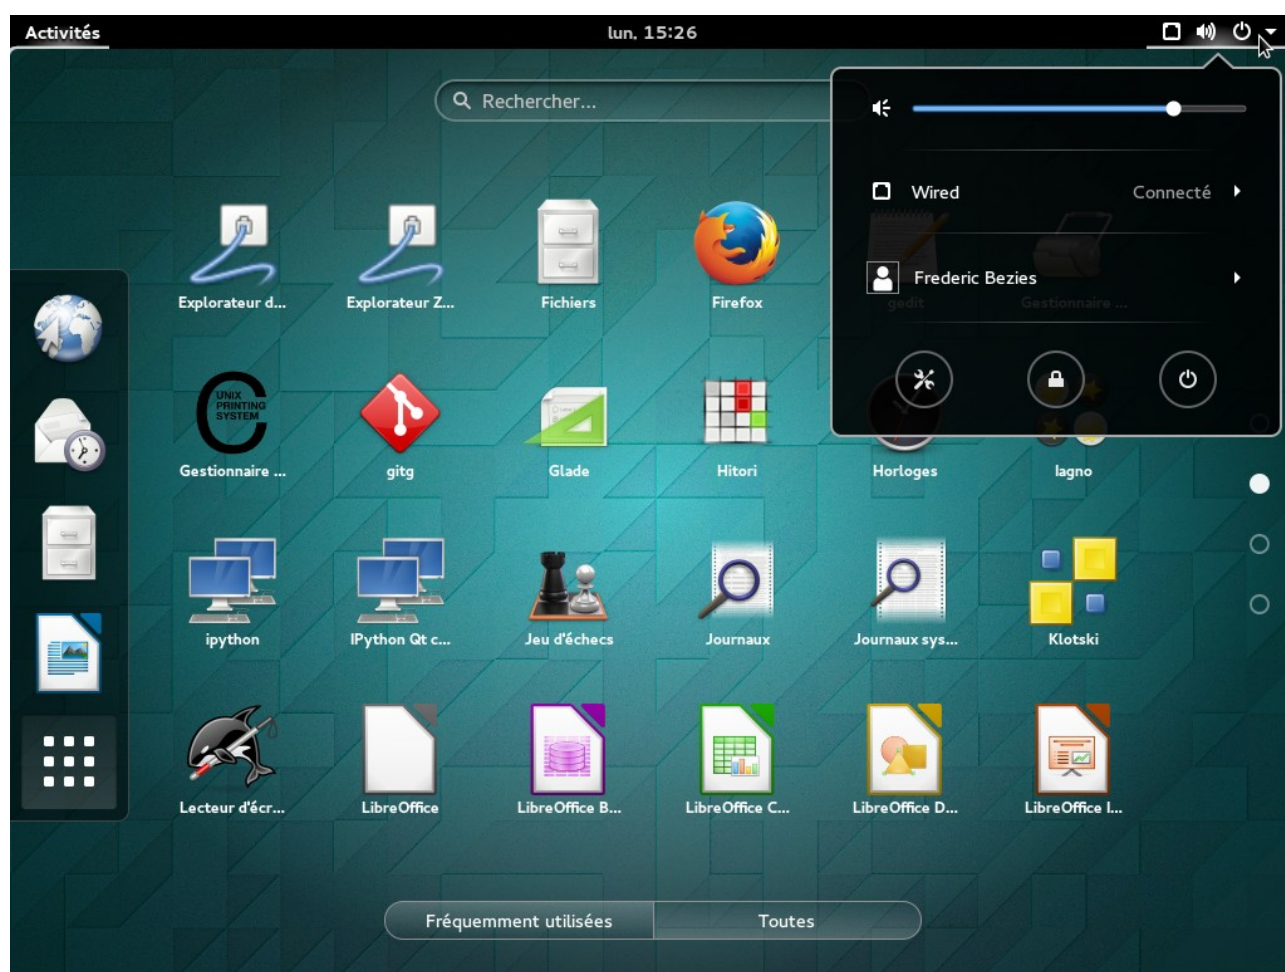 Activités
lun. 15:26
Rechercher...
Wired Connecté
Frederic Bezies
Explorateur d...
Explorateur Z...
Fichiers
Firefox
gedit
Gestionnaire ...
UNIX
PRINTING
SYSTEM
Gestionnaire ...
gitg
Glade
Hitori
Horloges
Iagno
ipython
IPython Qt c...
Jeu d'échecs
Journaux
Journaux sys...
Klotski
Lecteur d'écr...
LibreOffice
LibreOffice B...
LibreOffice C...
LibreOffice D...
LibreOffice I...
Fréquemment utilisées
Toutes